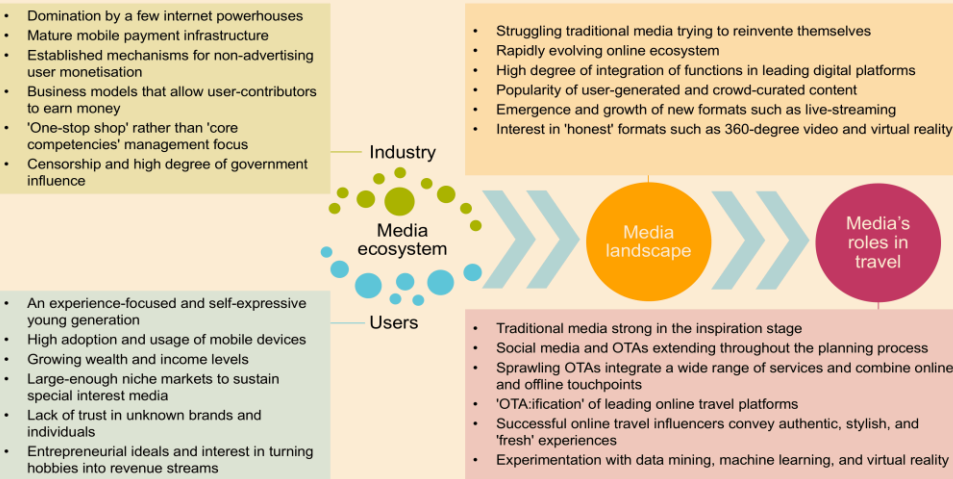 • Domination by a few internet powerhouses
• Mature mobile payment infrastructure
• Established mechanisms for non-advertising
user monetisation
• Business models that allow user-contributors
to earn money
• 'One-stop shop' rather than 'core
competencies' management focus
• Censorship and high degree of government
influence
• Struggling traditional media trying to reinvente themselves
• Rapidly evolving online ecosystem
• High degree of integration of functions in leading digital platforms
• Popularity of user-generated and crowd-curated content
• Emergence and growth of new formats such as live-streaming
• Interest in 'honest' formats such as 360-degree video and virtual reality
Industry
Media
ecosystem
Users
Media
landscape
Media's
roles in
travel
• An experience-focused and self-expressive
young generation
• High adoption and usage of mobile devices
• Growing wealth and income levels
• Large-enough niche markets to sustain
special interest media
• Lack of trust in unknown brands and
individuals
• Entrepreneurial ideals and interest in turning
hobbies into revenue streams
• Traditional media strong in the inspiration stage
• Social media and OTAs extending throughout the planning process
• Sprawling OTAs integrate a wide range of services and combine online
and offline touchpoints
• 'OTA:ification' of leading online travel platforms
• Successful online travel influencers convey authentic, stylish, and
'fresh' experiences
• Experimentation with data mining, machine learning, and virtual reality